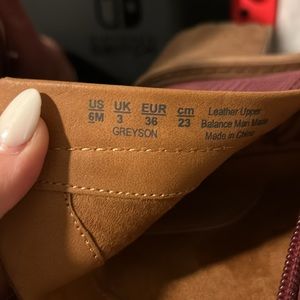 US UK EUR cm
6M 3 36 23
GREYSON
Leather Upper
Balance Man Made
Made in China